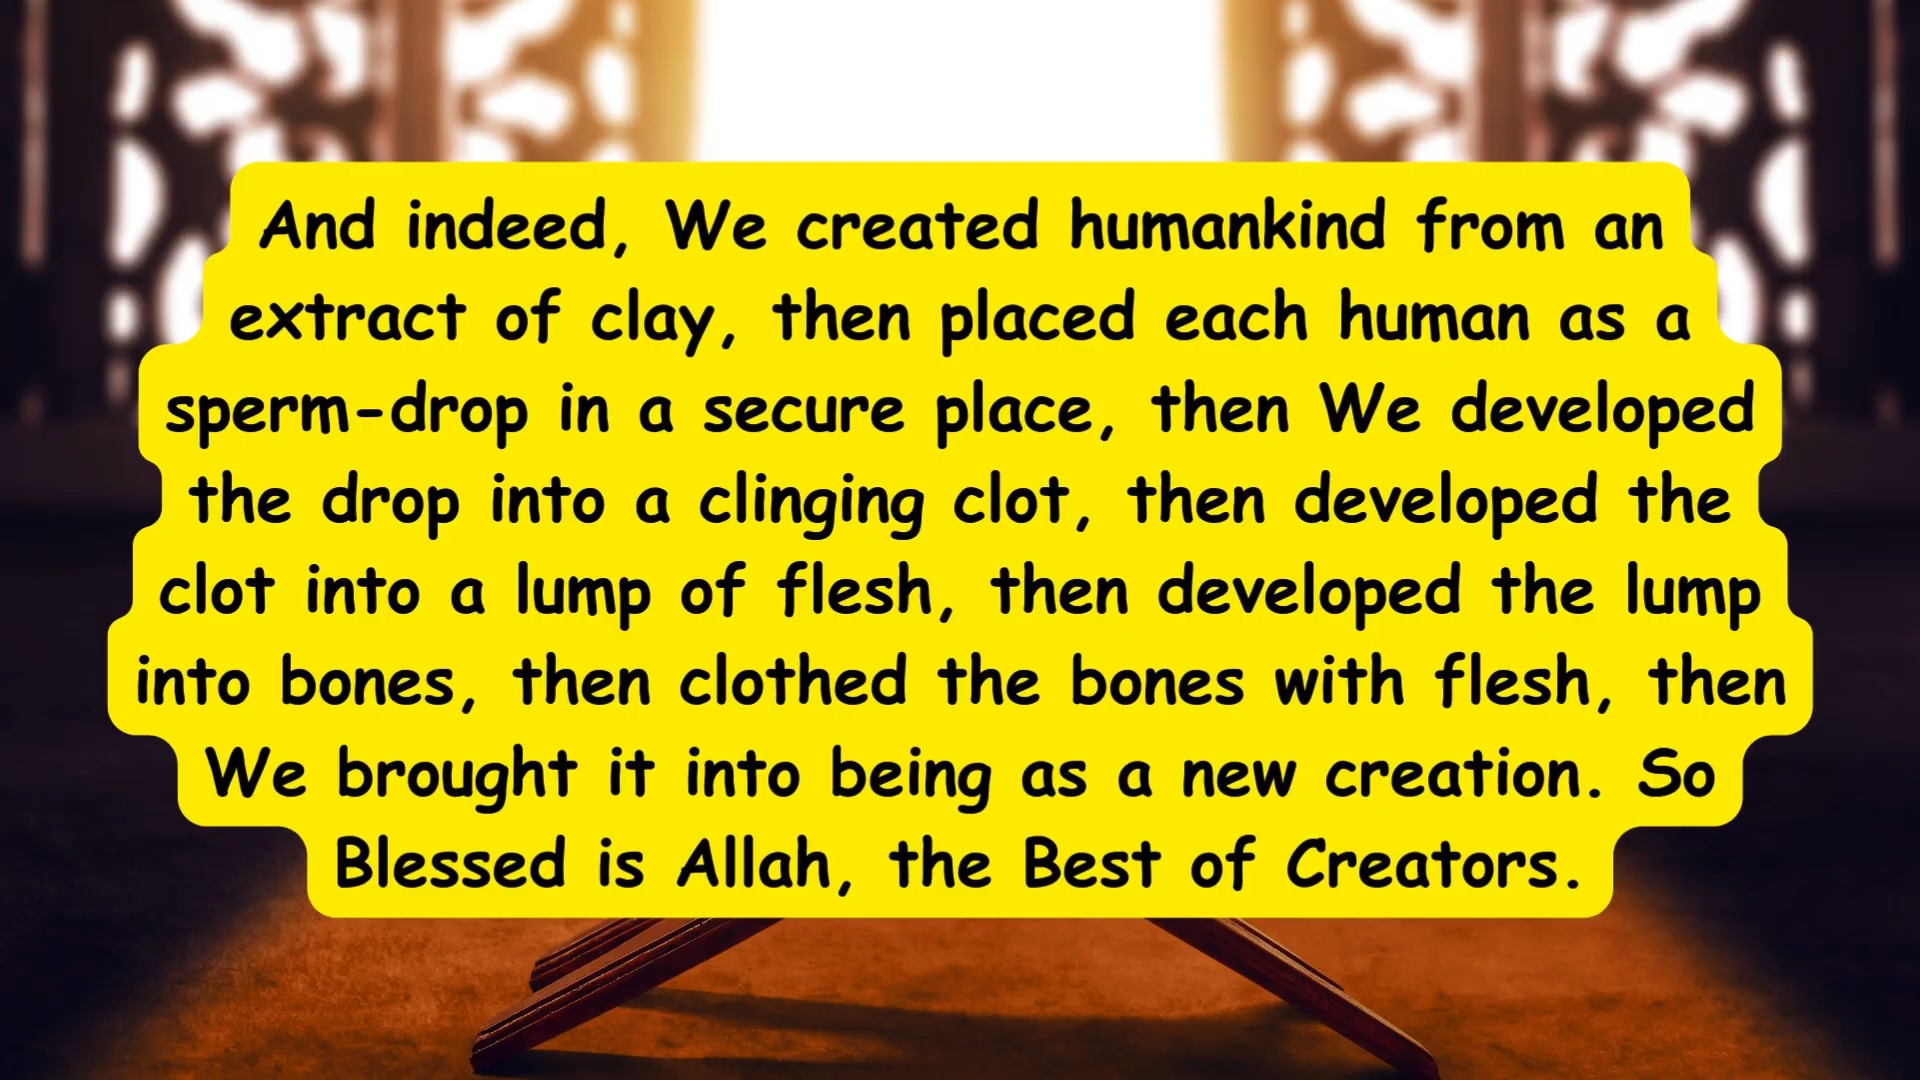 And indeed, We created humankind from an
extract of clay, then placed each human as a
sperm-drop in a secure place, then We developed
the drop into a clinging clot, then developed the
clot into a lump of flesh, then developed the lump
into bones, then clothed the bones with flesh, then
We brought it into being as a new creation. So
Blessed is Allah, the Best of Creators.